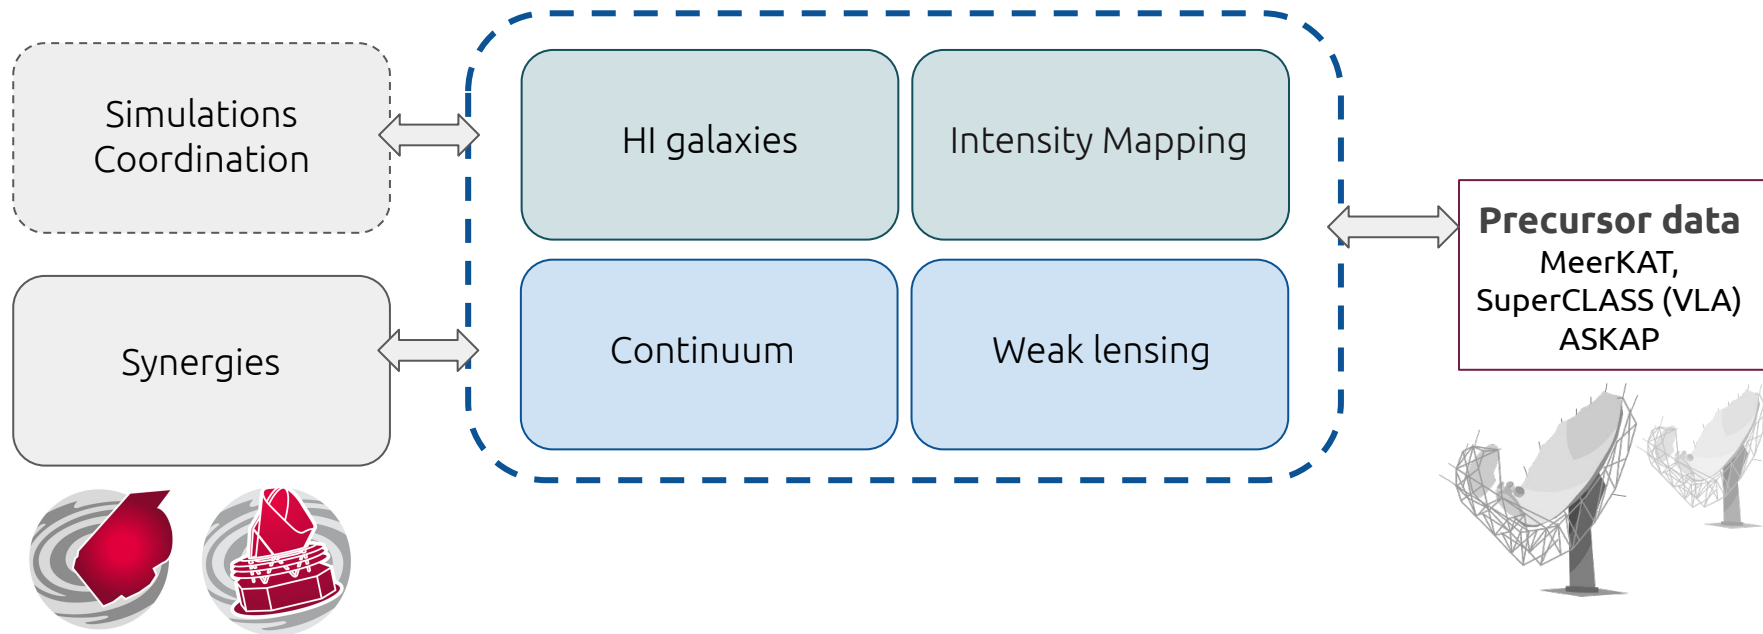 Simulations
Coordination
Synergies
HI galaxies
Intensity Mapping
Continuum
Weak lensing
Precursor data
MeerKAT,
SuperCLASS (VLA)
ASKAP